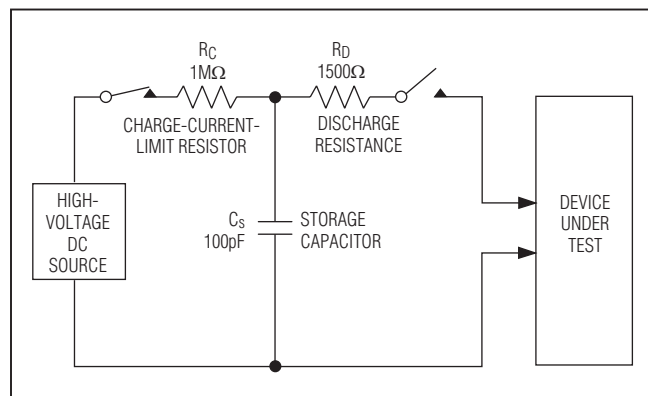 RC
1MΩ
CHARGE-CURRENT-
LIMIT RESISTOR
RD
1500Ω
DISCHARGE
RESISTANCE
HIGH-
VOLTAGE
DC
SOURCE
Cs
100pF
STORAGE
CAPACITOR
DEVICE
UNDER
TEST